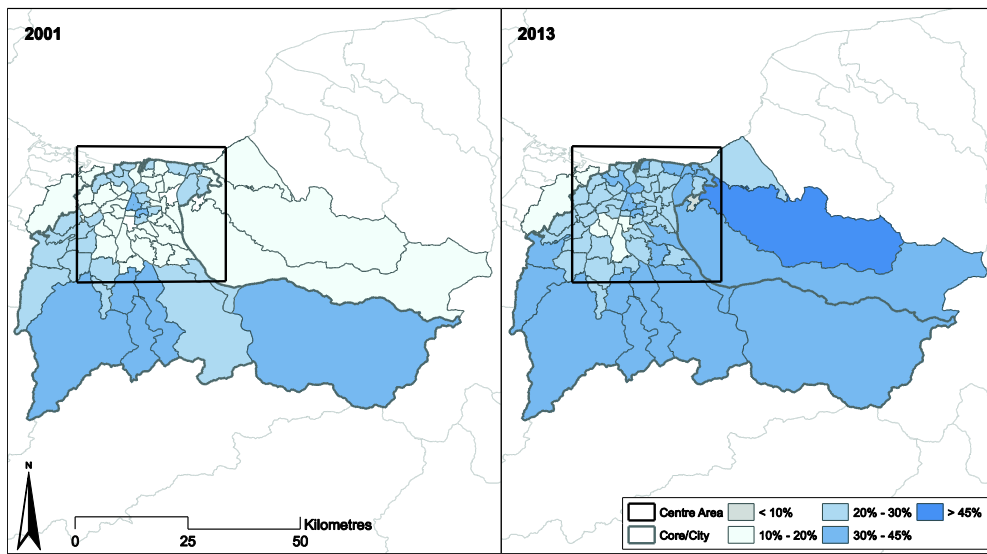 2001
2013
N
0
25
50
Kilometres
Centre Area
< 10%
20% - 30%
> 45%
Core/City
10% - 20%
30% - 45%